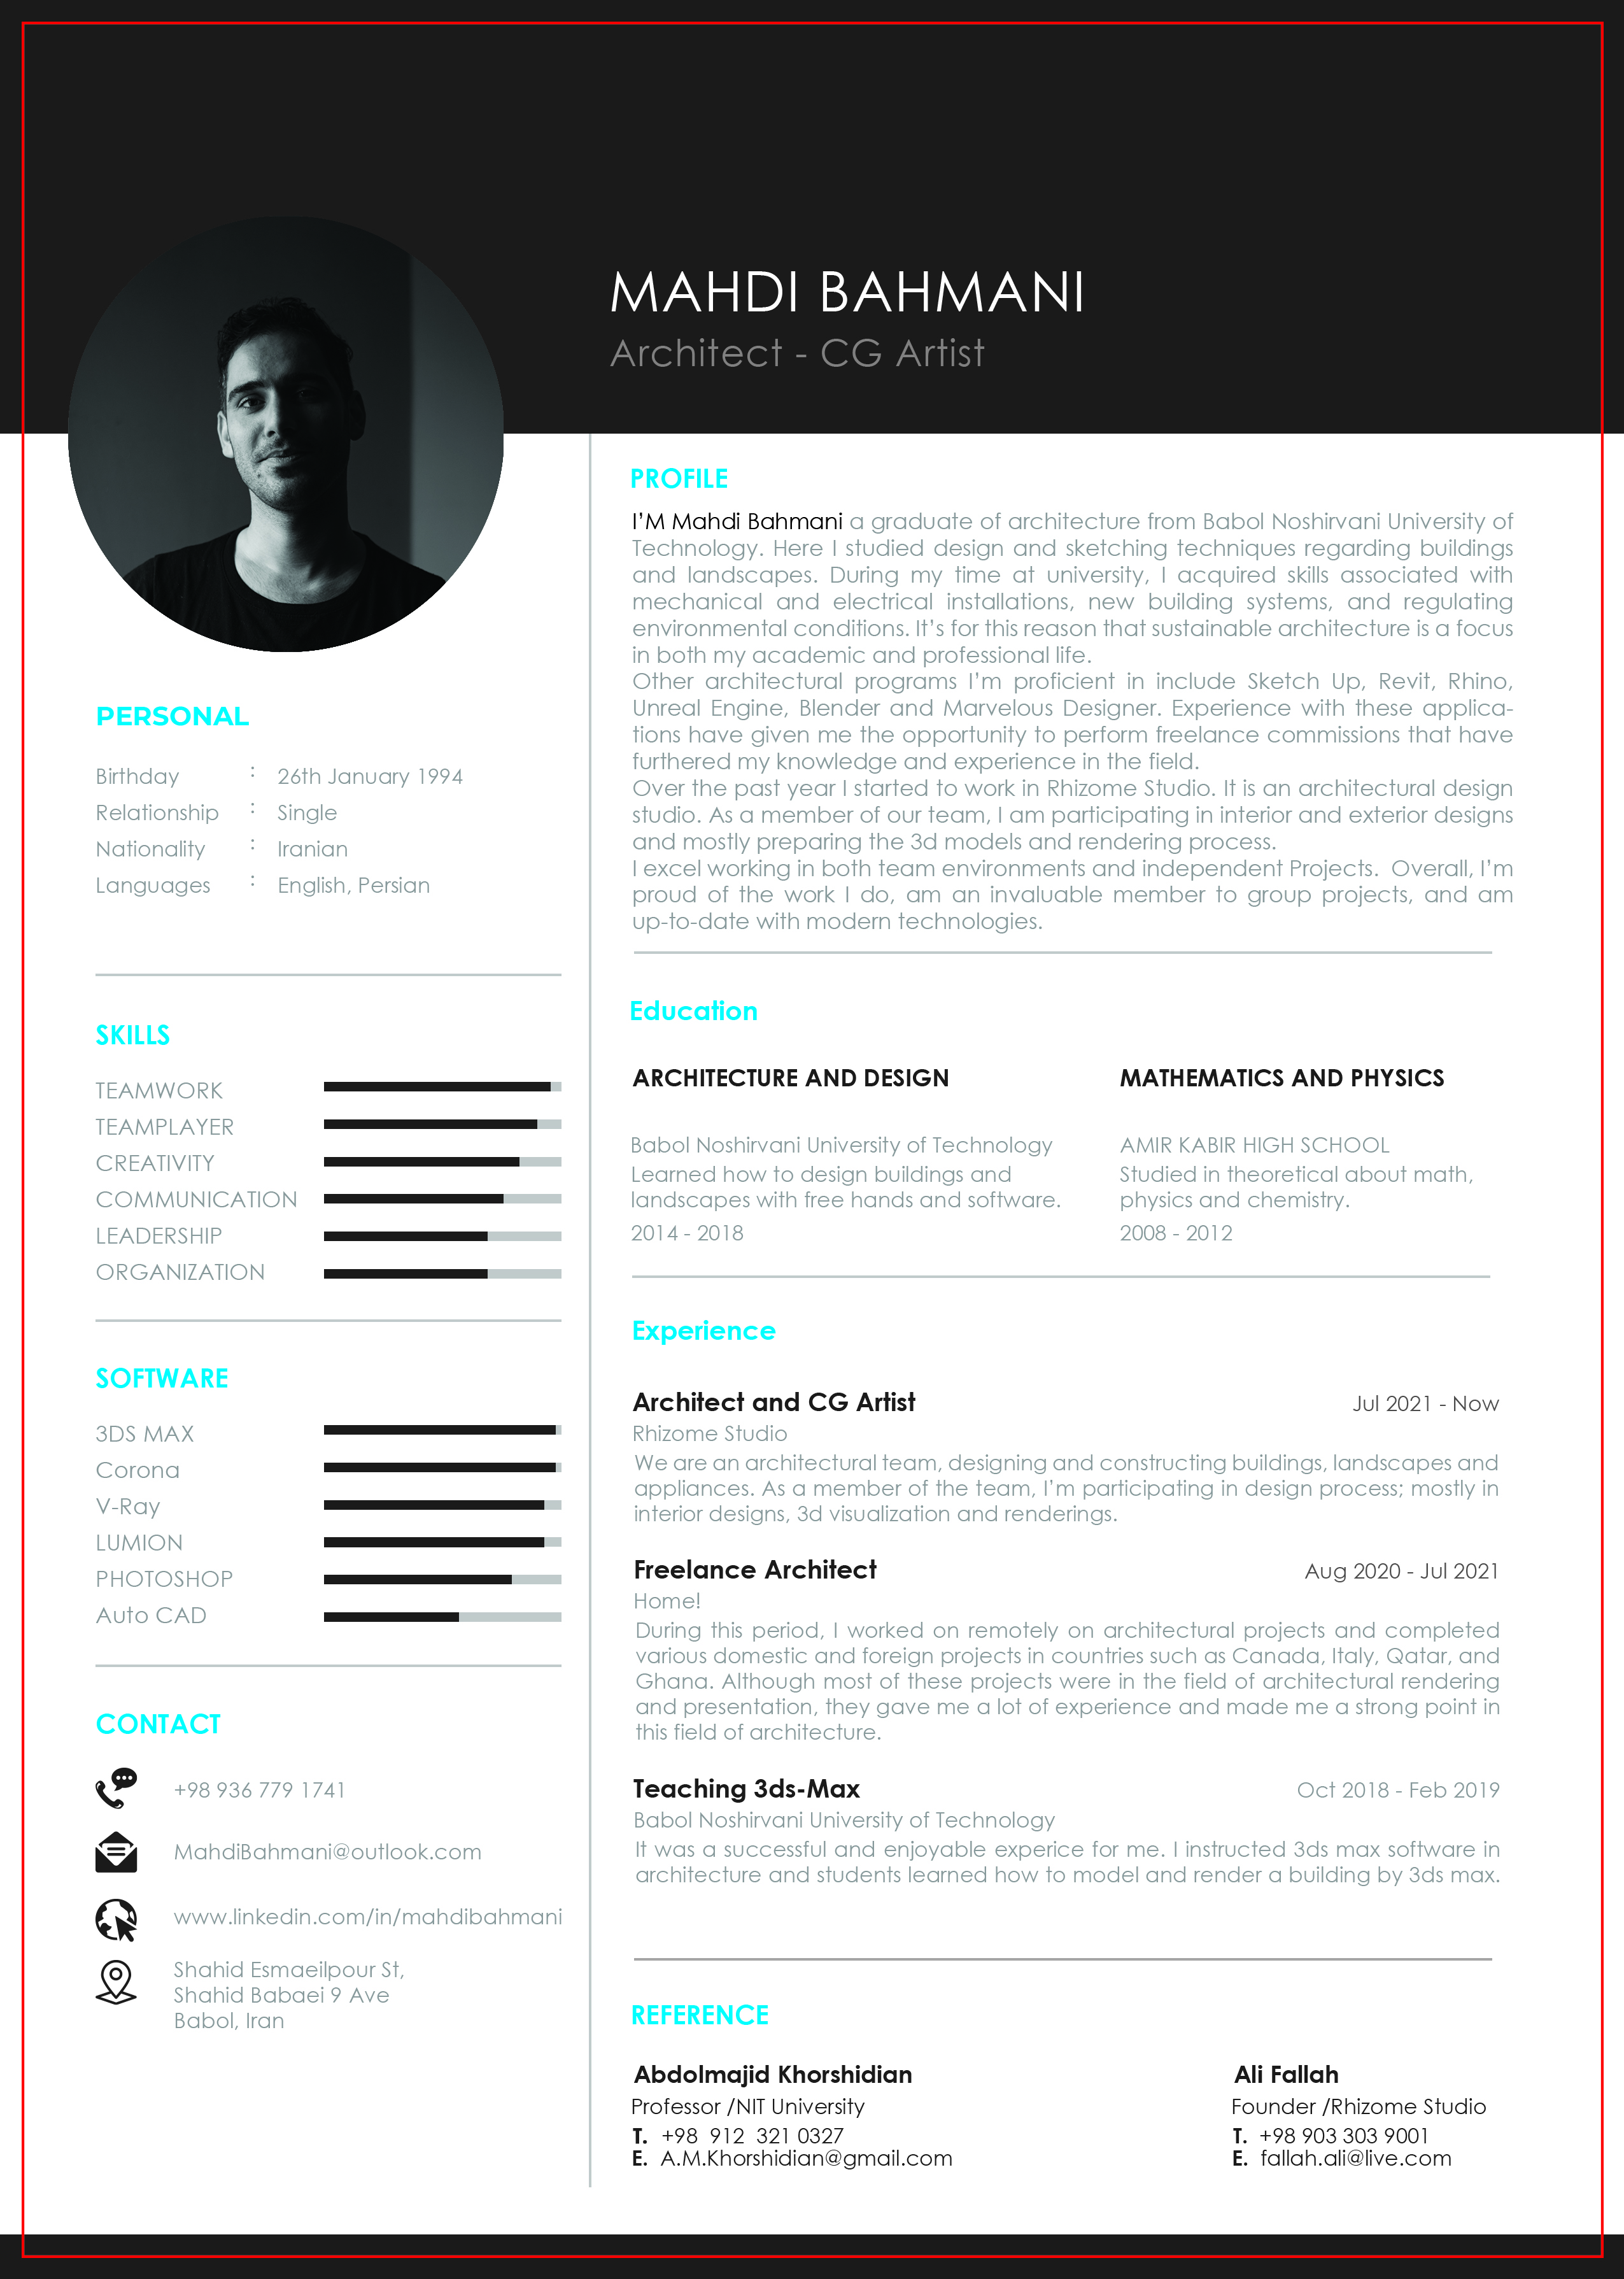 MAHDI BAHMANI
Architect - CG Artist
PERSONAL
Birthday : 26th January 1994
Relationship : Single
Nationality : Iranian
Languages : English, Persian
SKILLS
TEAMWORK
TEAMPLAYER
CREATIVITY
COMMUNICATION
LEADERSHIP
ORGANIZATION
SOFTWARE
3DS MAX
Corona
V-Ray
LUMION
PHOTOSHOP
Auto CAD
CONTACT
+98 936 779 1741
MahdiBahmani@outlook.com
www.linkedin.com/in/mahdibahmani
Shahid Esmaeilpour St,
Shahid Babaei 9 Ave
Babol, Iran
PROFILE
I'M Mahdi Bahmani a graduate of architecture from Babol Noshirvani University of
Technology. Here I studied design and sketching techniques regarding buildings
and landscapes. During my time at university, I acquired skills associated with
mechanical and electrical installations, new building systems, and regulating
environmental conditions. It's for this reason that sustainable architecture is a focus
in both my academic and professional life.
Other architectural programs I'm proficient in include Sketch Up, Revit, Rhino,
Unreal Engine, Blender and Marvelous Designer. Experience with these applica-
tions have given me the opportunity to perform freelance commissions that have
furthered my knowledge and experience in the field.
Over the past year I started to work in Rhizome Studio. It is an architectural design
studio. As a member of our team, I am participating in interior and exterior designs
and mostly preparing the 3d models and rendering process.
I excel working in both team environments and independent Projects. Overall, I'm
proud of the work I do, am an invaluable member to group projects, and am
up-to-date with modern technologies.
Education
ARCHITECTURE AND DESIGN
Babol Noshirvani University of Technology
Learned how to design buildings and
landscapes with free hands and software.
2014 - 2018
MATHEMATICS AND PHYSICS
AMIR KABIR HIGH SCHOOL
Studied in theoretical about math,
physics and chemistry.
2008 - 2012
Experience
Architect and CG Artist Jul 2021 - Now
Rhizome Studio
We are an architectural team, designing and constructing buildings, landscapes and
appliances. As a member of the team, I'm participating in design process; mostly in
interior designs, 3d visualization and renderings.
Freelance Architect Aug 2020 - Jul 2021
Home!
During this period, I worked on remotely on architectural projects and completed
various domestic and foreign projects in countries such as Canada, Italy, Qatar, and
Ghana. Although most of these projects were in the field of architectural rendering
and presentation, they gave me a lot of experience and made me a strong point in
this field of architecture.
Teaching 3ds-Max Oct 2018 - Feb 2019
Babol Noshirvani University of Technology
It was a successful and enjoyable experice for me. I instructed 3ds max software in
architecture and students learned how to model and render a building by 3ds max.
REFERENCE
Abdolmajid Khorshidian
Professor /NIT University
T. +98 912 321 0327
E. A.M.Khorshidian@gmail.com
Ali Fallah
Founder /Rhizome Studio
T. +98 903 303 9001
E. fallah.ali@live.com